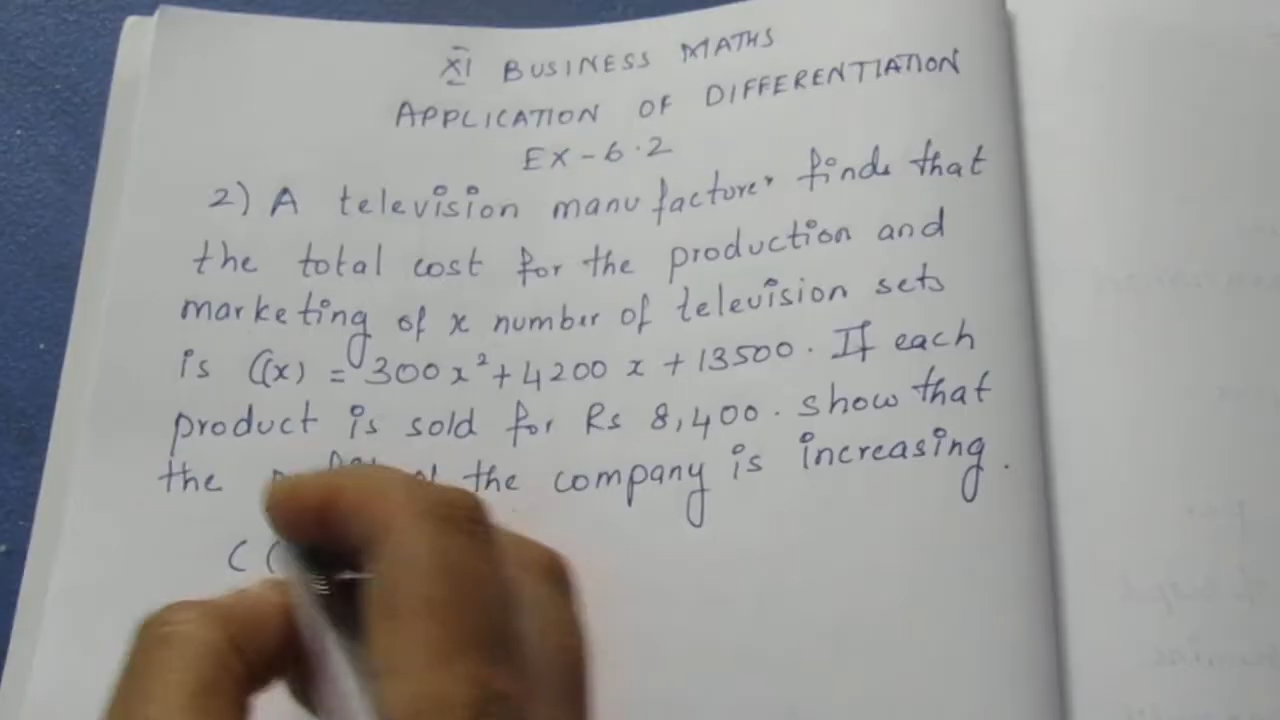 XI BUSINESS MATHS
APPLICATION OF DIFFERENTIATION
EX-6.2
2) A television manufacturer finds that
the total cost for the production and
marketing of x number of television sets
is C(x) = 300x²+4200x+13500. If each
product is sold for Rs 8,400. show that
the the company is increasing.
C(